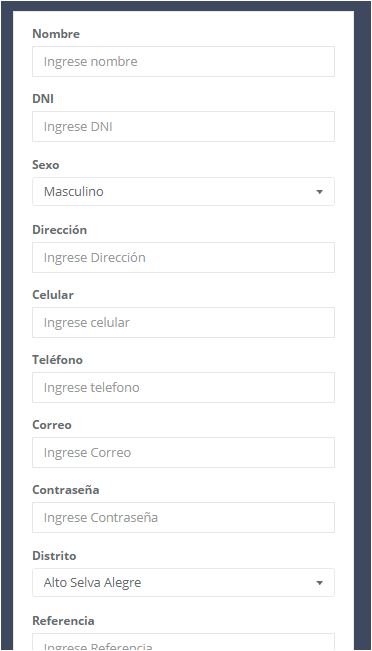 Nombre
Ingrese nombre
DNI
Ingrese DNI
Sexo
Masculino
Dirección
Ingrese Dirección
Celular
Ingrese celular
Teléfono
Ingrese telefono
Correo
Ingrese Correo
Contraseña
Ingrese Contraseña
Distrito
Alto Selva Alegre
Referencia
Ingrese Referencia